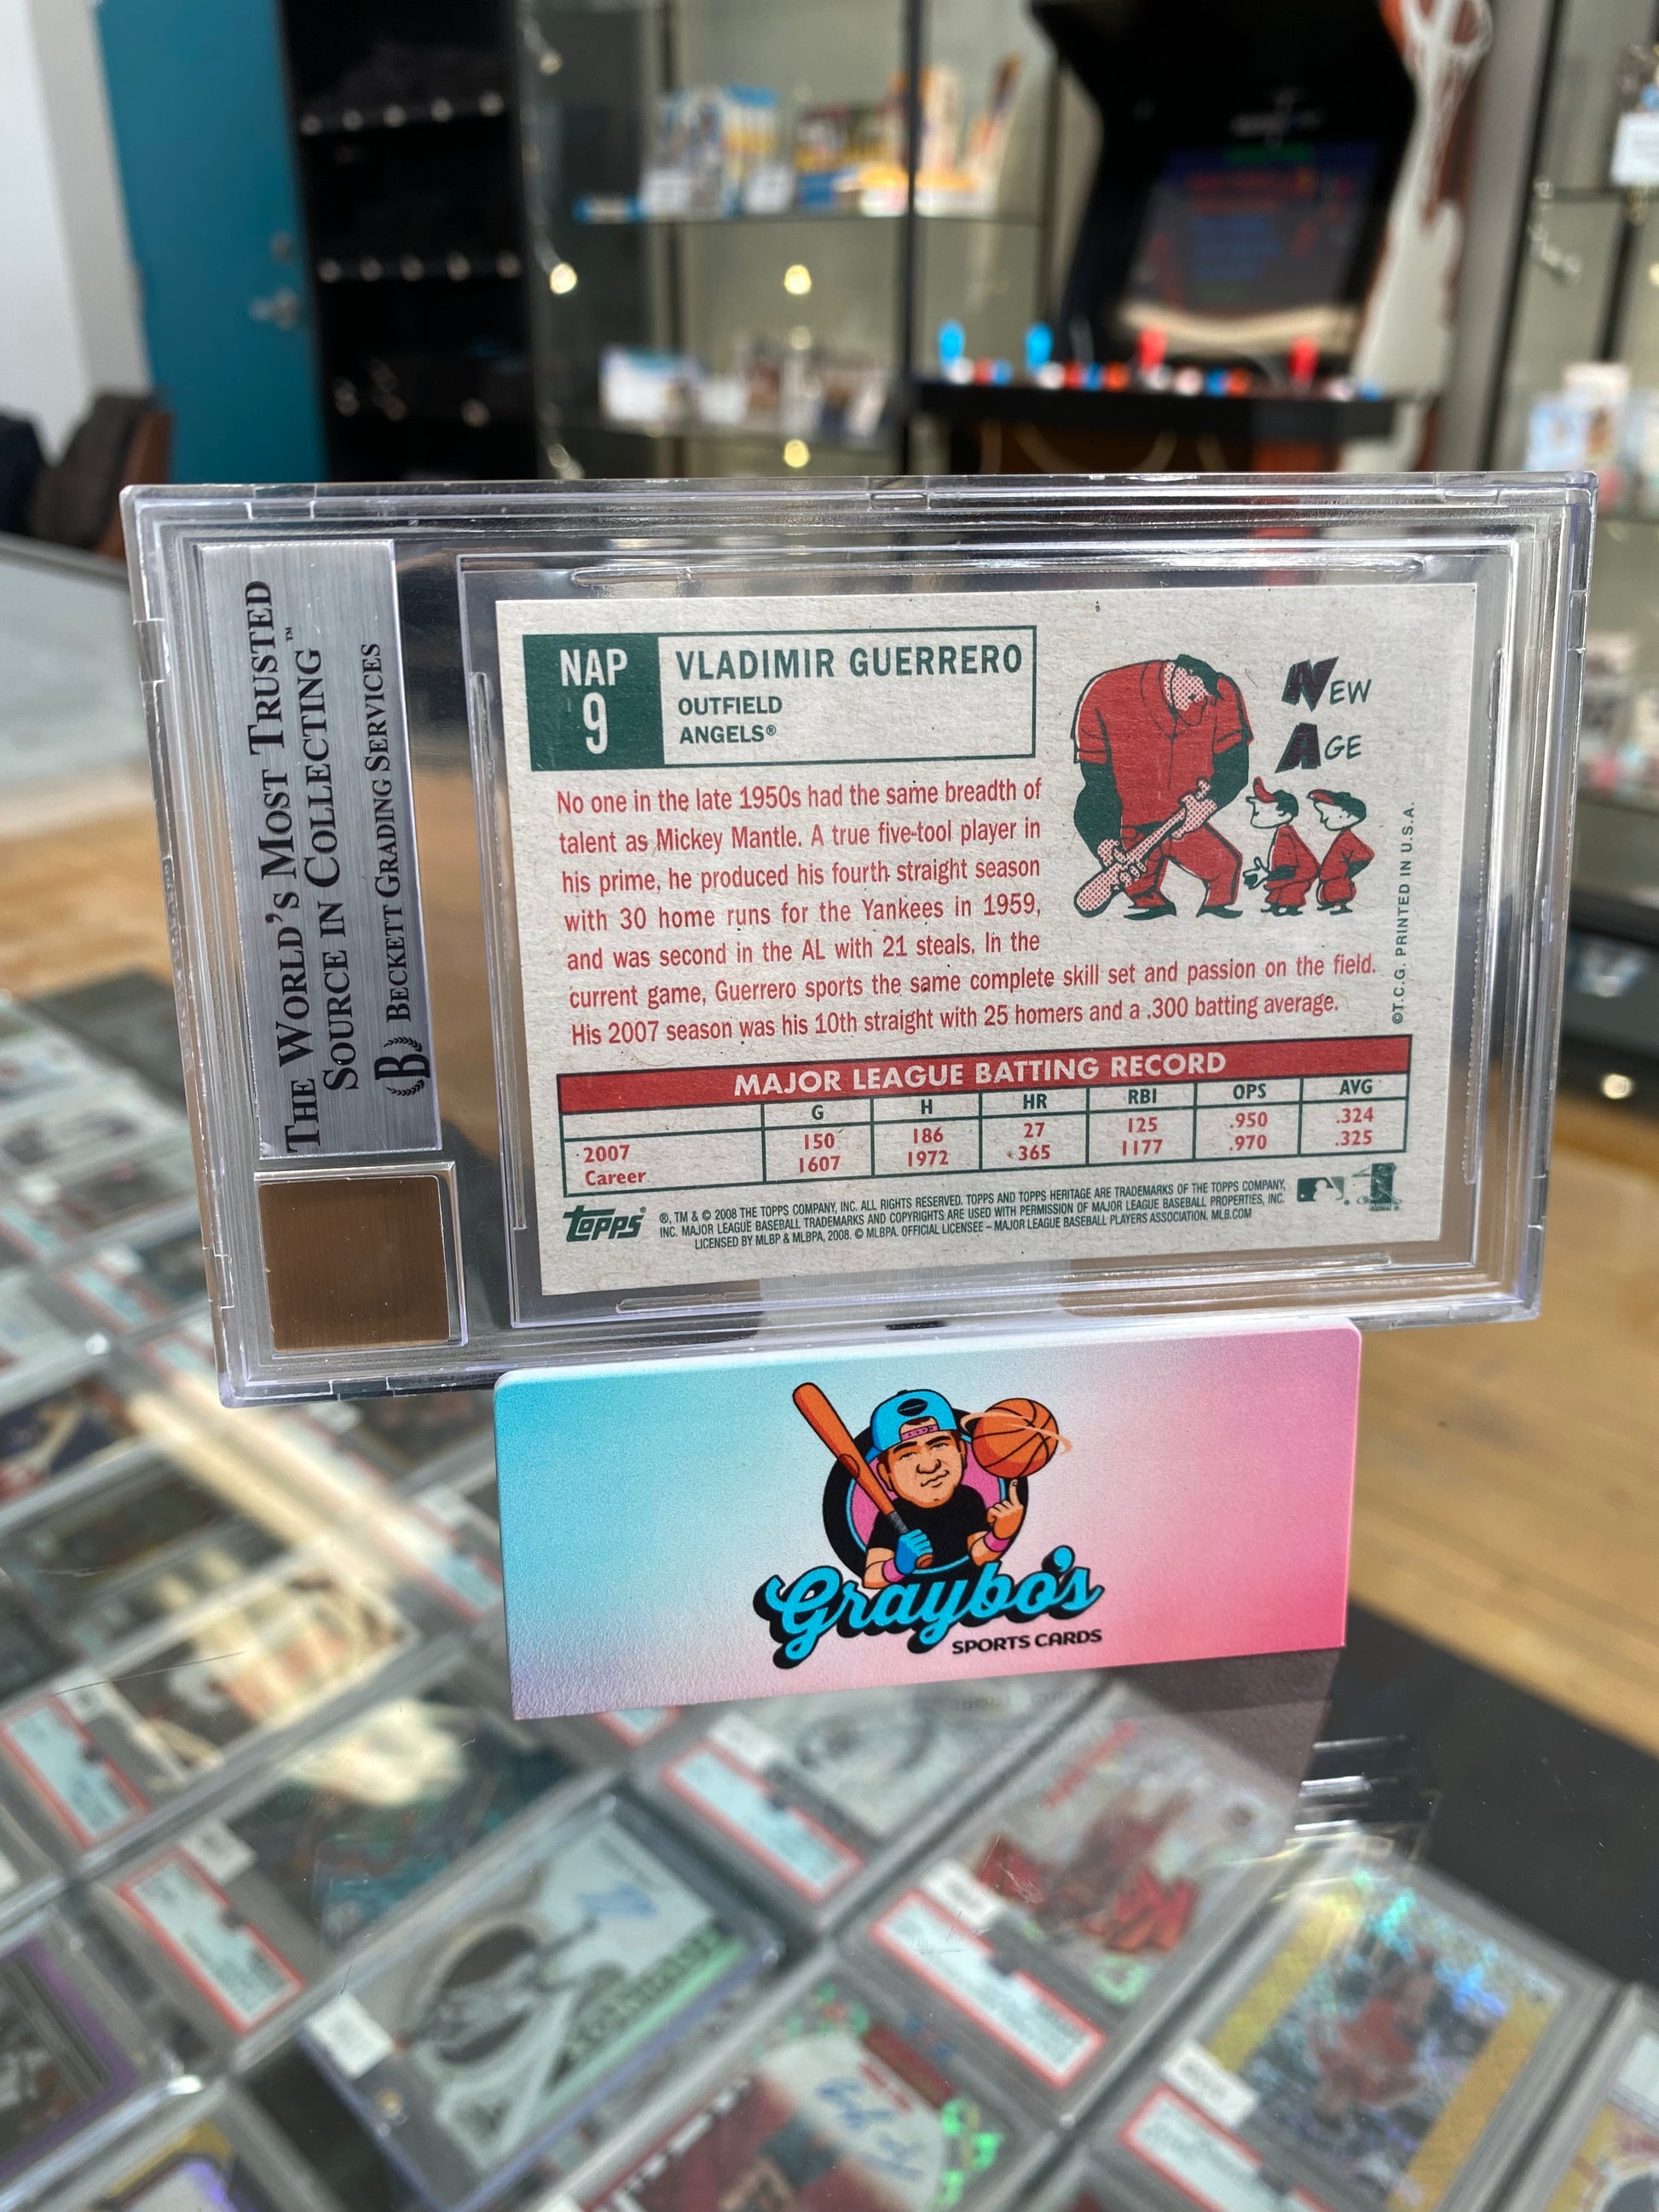 THE WORLD'S MOST TRUSTED
SOURCE IN COLLECTING™
B BECKETT GRADING SERVICES
NAP
9
VLADIMIR GUERRERO
OUTFIELD
ANGELS®
NEW
AGE
No one in the late 1950s had the same breadth of
talent as Mickey Mantle. A true five-tool player in
his prime, he produced his fourth straight season
with 30 home runs for the Yankees in 1959,
and was second in the AL with 21 steals. In the
current game, Guerrero sports the same complete skill set and passion on the field.
His 2007 season was his 10th straight with 25 homers and a .300 batting average.
©T.C.G. PRINTED IN U.S.A.
MAJOR LEAGUE BATTING RECORD
G H HR RBI OPS AVG
2007 150 186 27 125 .950 .324
Career 1607 1972 365 1177 .970 .325
Topps®
®, TM & © 2008 THE TOPPS COMPANY, INC. ALL RIGHTS RESERVED. TOPPS AND TOPPS HERITAGE ARE TRADEMARKS OF THE TOPPS COMPANY,
INC. MAJOR LEAGUE BASEBALL TRADEMARKS AND COPYRIGHTS ARE USED WITH PERMISSION OF MAJOR LEAGUE BASEBALL PROPERTIES, INC.
LICENSED BY MLBP & MLBPA, 2008. © MLBPA. OFFICIAL LICENSEE – MAJOR LEAGUE BASEBALL PLAYERS ASSOCIATION. MLB.COM
Graybo's
SPORTS CARDS